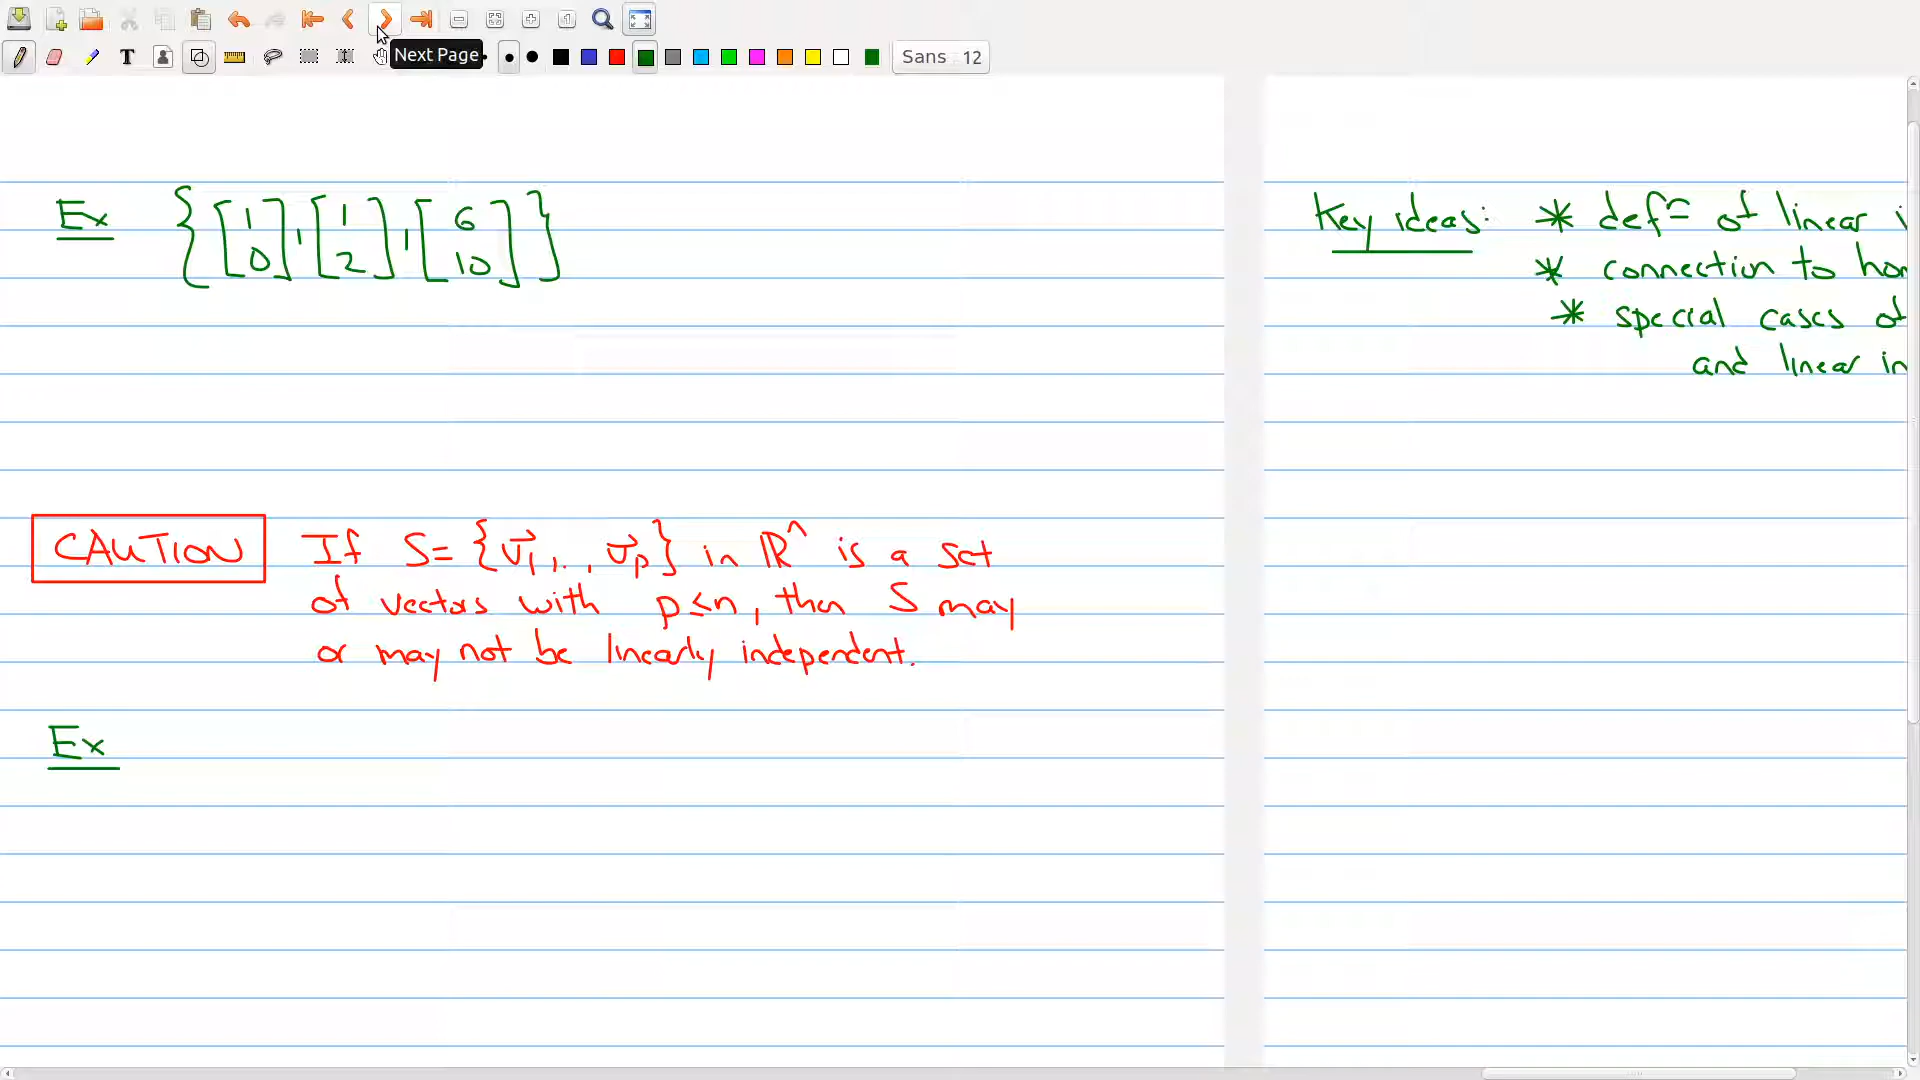 Next Page
Sans 12
Ex { [1 0], [1 2], [6 10] }
CAUTION If S = {v⃗₁, .., v⃗p} in ℝⁿ is a set
of vectors with p ≤ n, then S may
or may not be linearly independent.
Ex
Key ideas: * defn of linear i
* connection to hom
* special cases of
and linear in